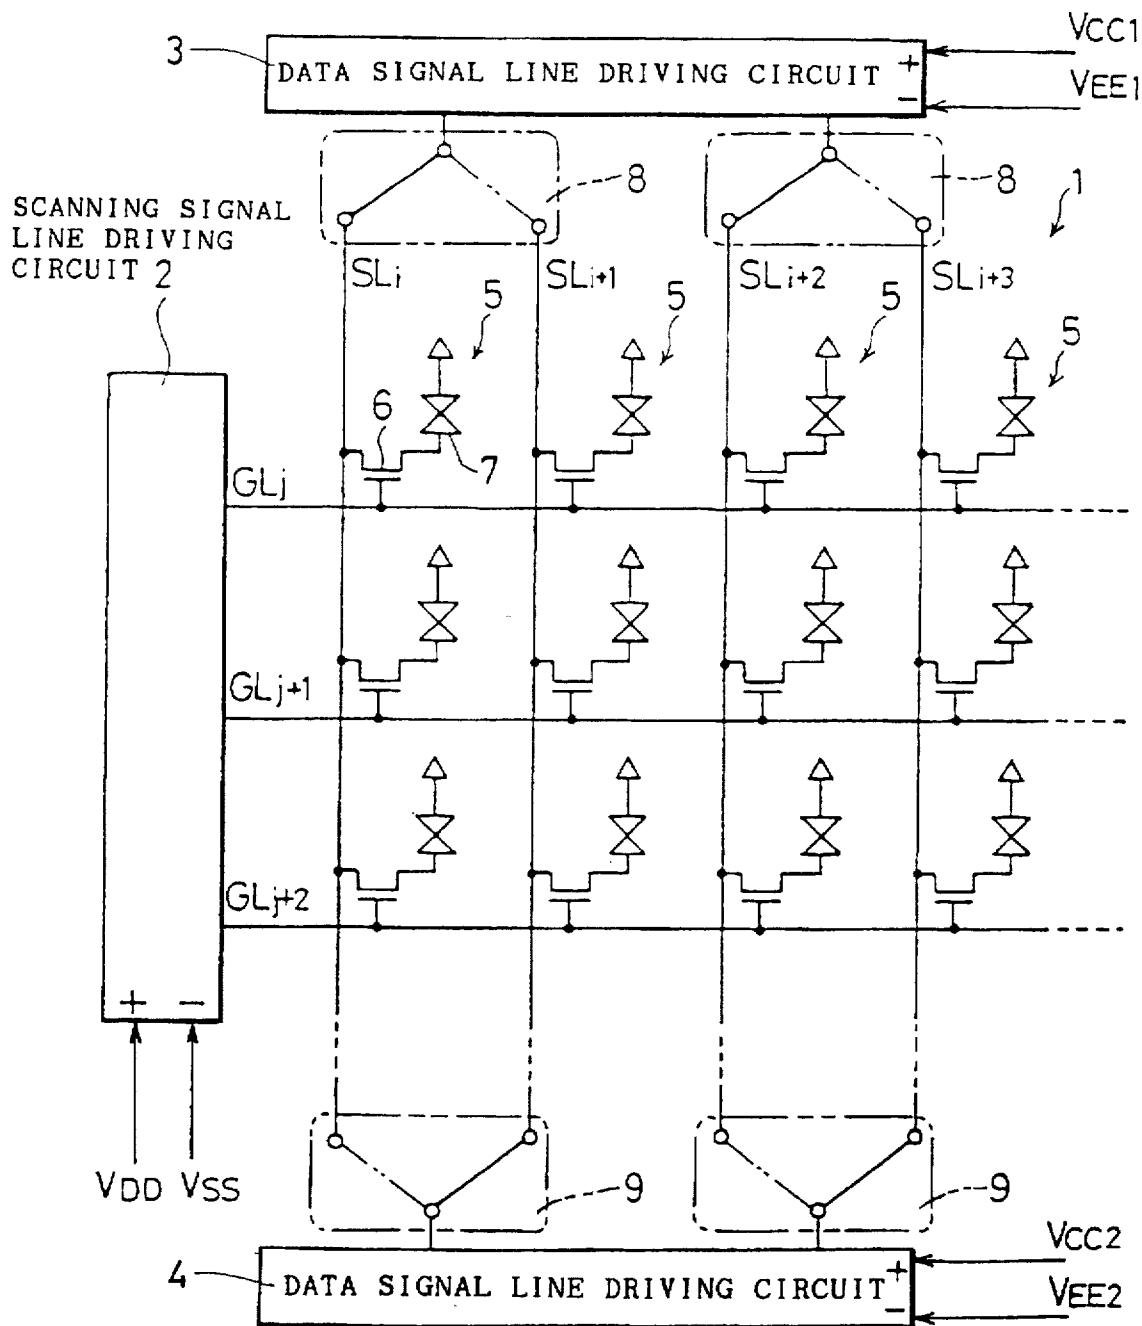 3
DATA SIGNAL LINE DRIVING CIRCUIT
+
−
VCC1
VEE1
8
8
1
SCANNING SIGNAL
LINE DRIVING
CIRCUIT 2
SLi
SLi+1
SLi+2
SLi+3
5
5
5
5
6
7
GLj
GLj+1
GLj+2
+ −
VDD VSS
9
9
4
DATA SIGNAL LINE DRIVING CIRCUIT
+
−
VCC2
VEE2